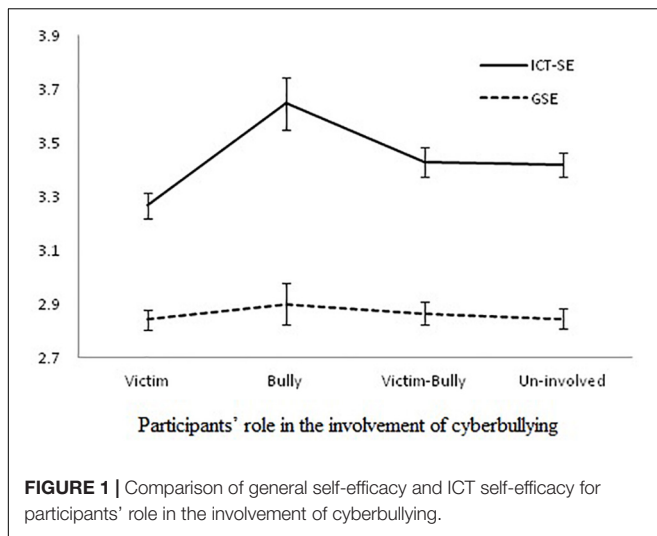 3.9
3.7
3.5
3.3
3.1
2.9
2.7
ICT-SE
GSE
Victim Bully Victim-Bully Un-involved
Participants' role in the involvement of cyberbullying
FIGURE 1 | Comparison of general self-efficacy and ICT self-efficacy for
participants' role in the involvement of cyberbullying.